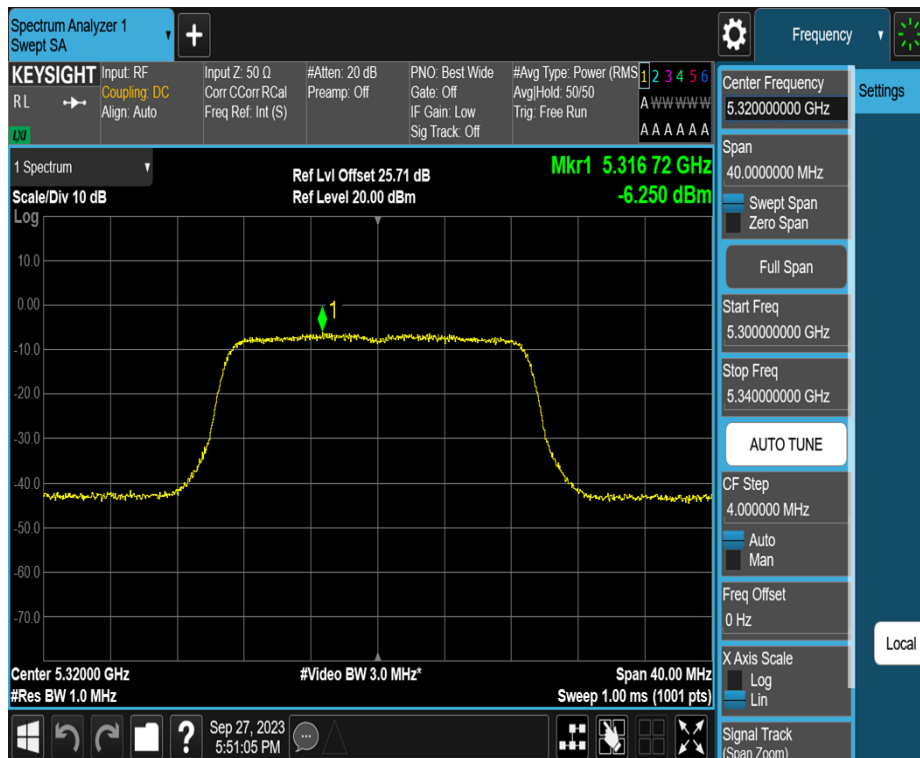 Spectrum Analyzer 1
Swept SA
+
Frequency
KEYSIGHT
R L
LXI
Input: RF
Coupling: DC
Align: Auto
Input Z: 50 Ω
Corr CCorr RCal
Freq Ref: Int (S)
#Atten: 20 dB
Preamp: Off
PNO: Best Wide
Gate: Off
IF Gain: Low
Sig Track: Off
#Avg Type: Power (RMS
Avg|Hold: 50/50
Trig: Free Run
1 2 3 4 5 6
A W W W W W
A A A A A A
1 Spectrum
Scale/Div 10 dB
Ref Lvl Offset 25.71 dB
Ref Level 20.00 dBm
Mkr1 5.316 72 GHz
-6.250 dBm
Log
10.0
0.00
-10.0
-20.0
-30.0
-40.0
-50.0
-60.0
-70.0
1
Center 5.32000 GHz
#Res BW 1.0 MHz
#Video BW 3.0 MHz*
Span 40.00 MHz
Sweep 1.00 ms (1001 pts)
Center Frequency
5.320000000 GHz
Span
40.0000000 MHz
Swept Span
Zero Span
Full Span
Start Freq
5.300000000 GHz
Stop Freq
5.340000000 GHz
AUTO TUNE
CF Step
4.000000 MHz
Auto
Man
Freq Offset
0 Hz
X Axis Scale
Log
Lin
Signal Track
(Span Zoom)
Settings
Local
?
Sep 27, 2023
5:51:05 PM